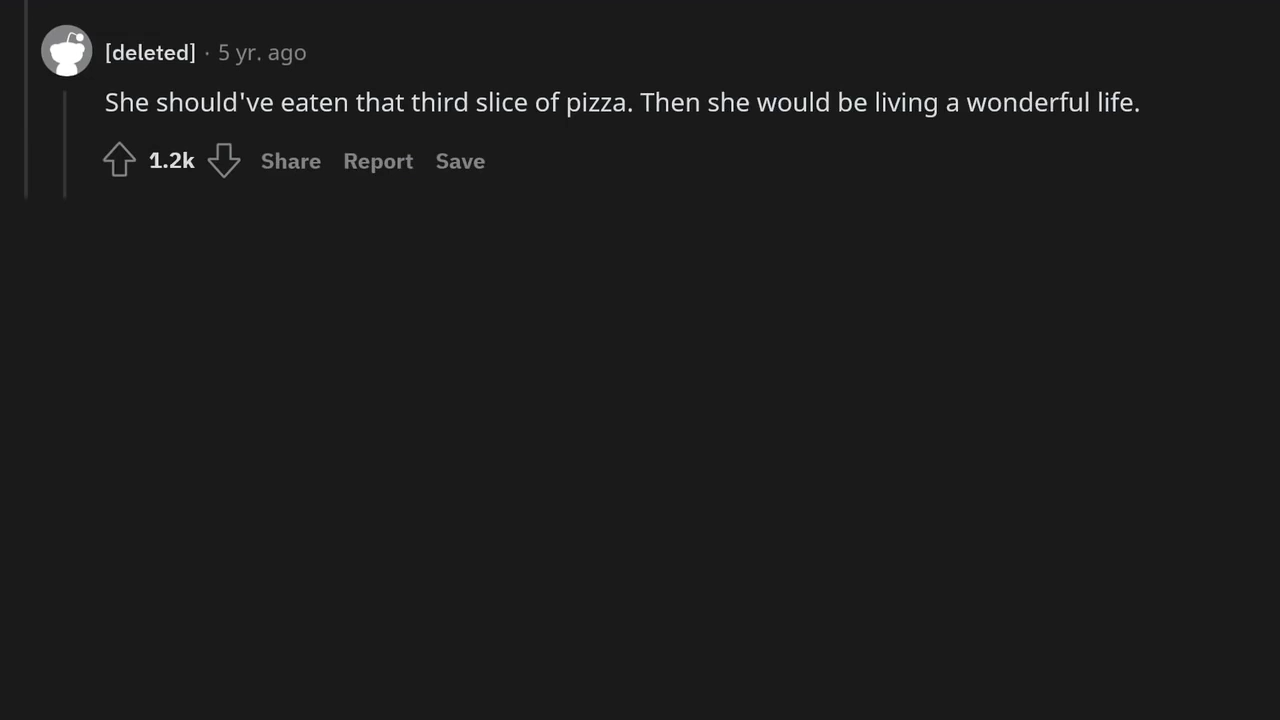 [deleted] · 5 yr. ago
She should've eaten that third slice of pizza. Then she would be living a wonderful life.
1.2k Share Report Save